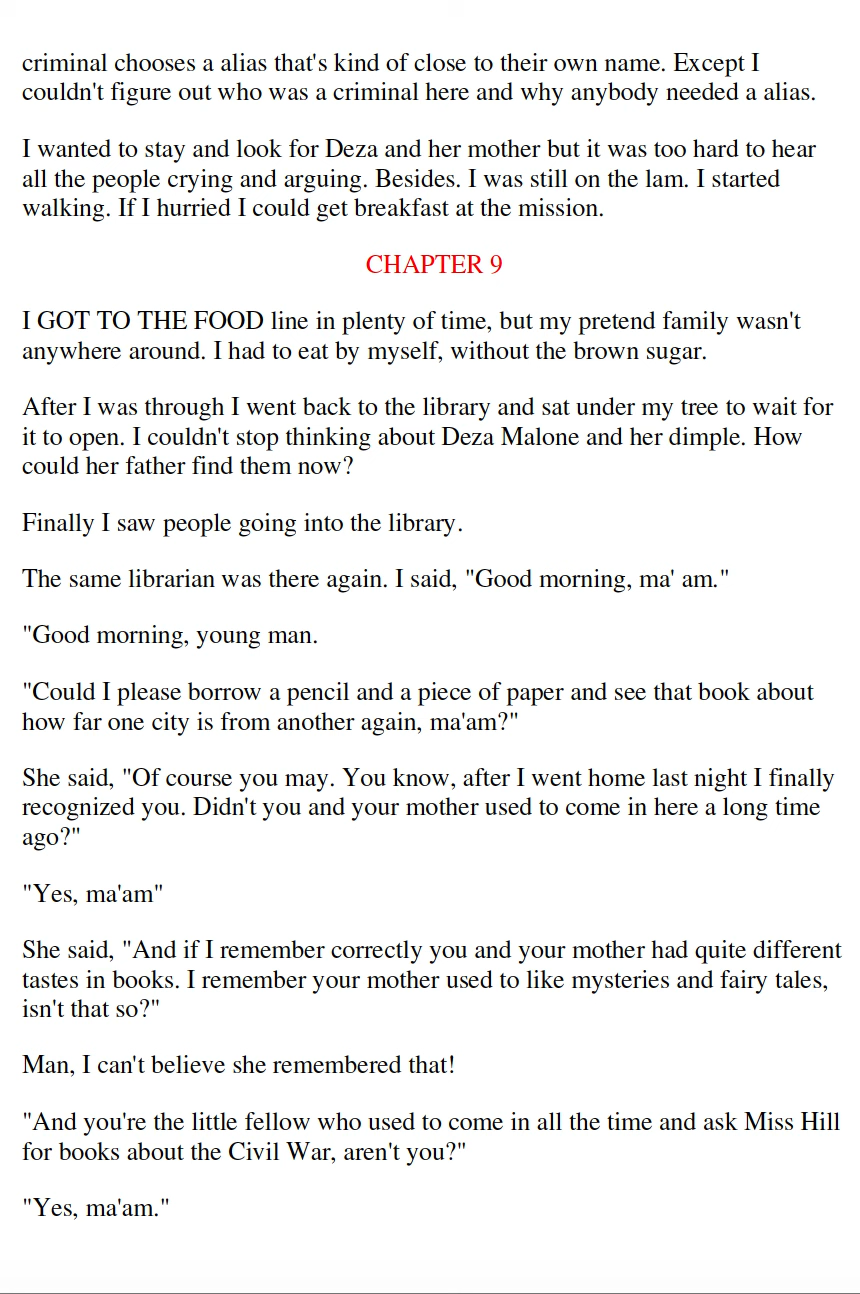 criminal chooses a alias that's kind of close to their own name. Except I
couldn't figure out who was a criminal here and why anybody needed a alias.
I wanted to stay and look for Deza and her mother but it was too hard to hear
all the people crying and arguing. Besides. I was still on the lam. I started
walking. If I hurried I could get breakfast at the mission.
CHAPTER 9
I GOT TO THE FOOD line in plenty of time, but my pretend family wasn't
anywhere around. I had to eat by myself, without the brown sugar.
After I was through I went back to the library and sat under my tree to wait for
it to open. I couldn't stop thinking about Deza Malone and her dimple. How
could her father find them now?
Finally I saw people going into the library.
The same librarian was there again. I said, "Good morning, ma' am."
"Good morning, young man.
"Could I please borrow a pencil and a piece of paper and see that book about
how far one city is from another again, ma'am?"
She said, "Of course you may. You know, after I went home last night I finally
recognized you. Didn't you and your mother used to come in here a long time
ago?"
"Yes, ma'am"
She said, "And if I remember correctly you and your mother had quite different
tastes in books. I remember your mother used to like mysteries and fairy tales,
isn't that so?"
Man, I can't believe she remembered that!
"And you're the little fellow who used to come in all the time and ask Miss Hill
for books about the Civil War, aren't you?"
"Yes, ma'am."